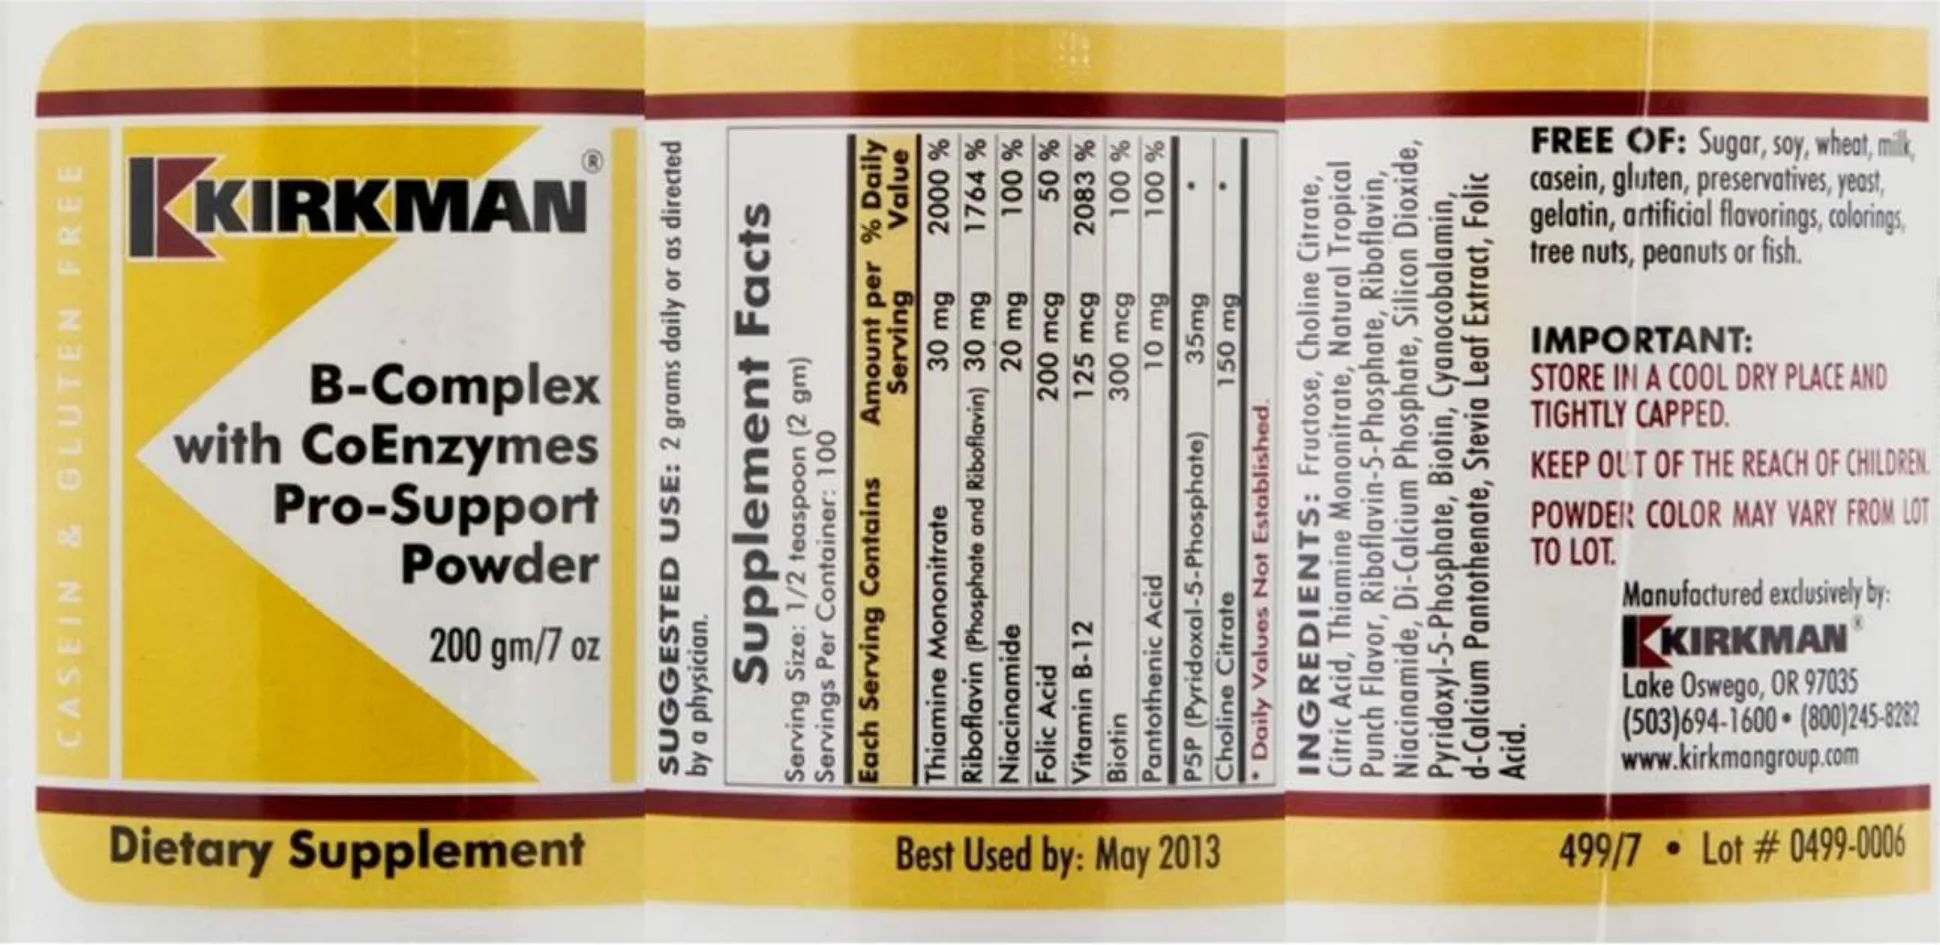 CASEIN & GLUTEN FREE
KIRKMAN®
B-Complex
with CoEnzymes
Pro-Support
Powder
200 gm/7 oz
Dietary Supplement
SUGGESTED USE: 2 grams daily or as directed
by a physician.
Supplement Facts
Serving Size: 1/2 teaspoon (2 gm)
Servings Per Container: 100
Each Serving Contains Amount per Serving % Daily Value
Thiamine Mononitrate 30 mg 2000 %
Riboflavin (Phosphate and Riboflavin) 30 mg 1764 %
Niacinamide 20 mg 100 %
Folic Acid 200 mcg 50 %
Vitamin B-12 125 mcg 2083 %
Biotin 300 mcg 100 %
Pantothenic Acid 10 mg 100 %
P5P (Pyridoxal-5-Phosphate) 35mg *
Choline Citrate 150 mg *
* Daily Values Not Established.
Best Used by: May 2013
INGREDIENTS: Fructose, Choline Citrate,
Citric Acid, Thiamine Mononitrate, Natural Tropical
Punch Flavor, Riboflavin-5-Phosphate, Riboflavin,
Niacinamide, Di-Calcium Phosphate, Silicon Dioxide,
Pyridoxyl-5-Phosphate, Biotin, Cyanocobalamin,
d-Calcium Pantothenate, Stevia Leaf Extract, Folic
Acid.
FREE OF: Sugar, soy, wheat, milk,
casein, gluten, preservatives, yeast,
gelatin, artificial flavorings, colorings,
tree nuts, peanuts or fish.
IMPORTANT:
STORE IN A COOL DRY PLACE AND
TIGHTLY CAPPED.
KEEP OUT OF THE REACH OF CHILDREN.
POWDER COLOR MAY VARY FROM LOT
TO LOT.
Manufactured exclusively by:
KIRKMAN®
Lake Oswego, OR 97035
(503)694-1600 • (800)245-8282
www.kirkmangroup.com
499/7 • Lot # 0499-0006